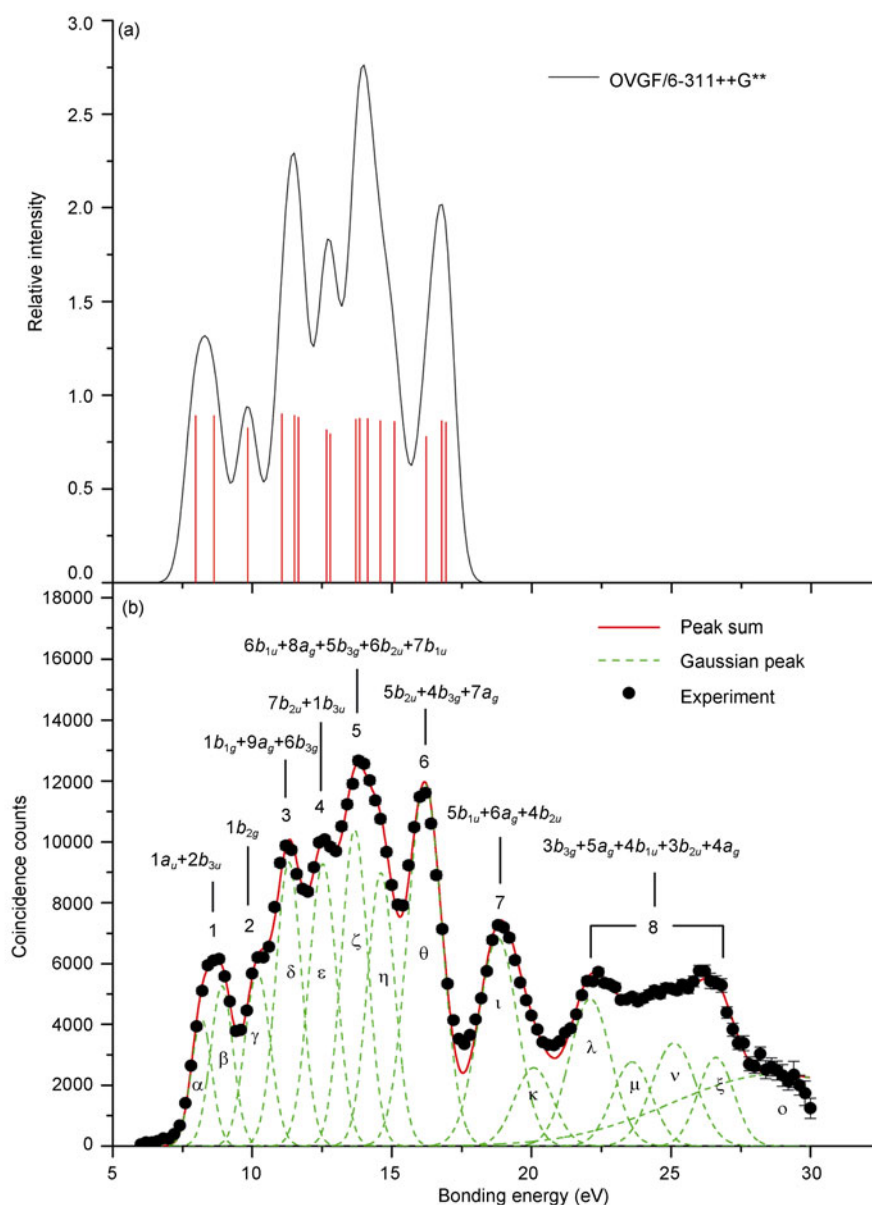 (a)
3.0
2.5
2.0
1.5
1.0
0.5
0.0
Relative intensity
OVGF/6-311++G**
(b)
18000
16000
14000
12000
10000
8000
6000
4000
2000
0
Coincidence counts
Peak sum
Gaussian peak
Experiment
6b1u+8ag+5b3g+6b2u+7b1u
5b2u+4b3g+7ag
7b2u+1b3u
1b1g+9ag+6b3g
1b2g
1au+2b3u
5b1u+6ag+4b2u
3b3g+5ag+4b1u+3b2u+4ag
1
2
3
4
5
6
7
8
α
β
γ
δ
ε
ζ
η
θ
ι
κ
λ
μ
ν
ξ
ο
5
10
15
20
25
30
Bonding energy (eV)